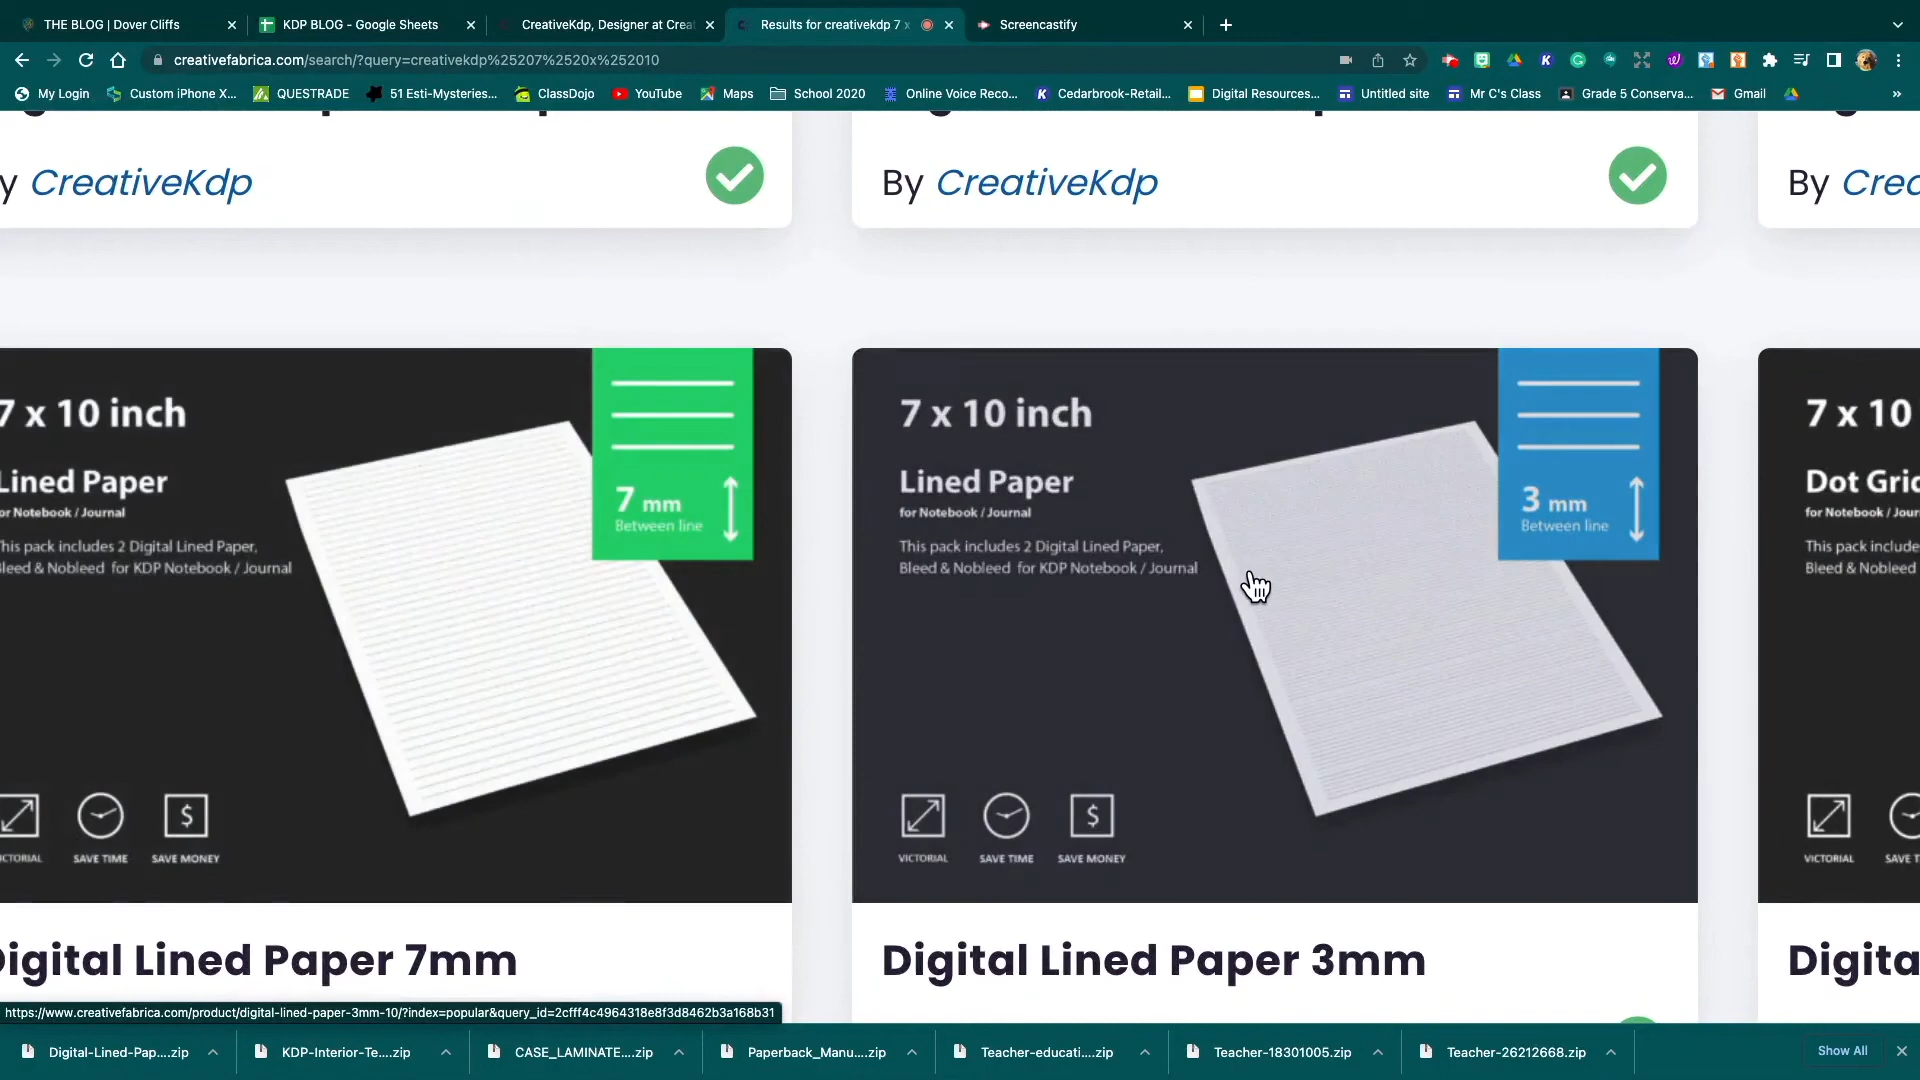 THE BLOG | Dover Cliffs
KDP BLOG - Google Sheets
CreativeKdp, Designer at Creat
Results for creativekdp 7 x
Screencastify
creativefabrica.com/search/?query=creativekdp%25207%2520x%252010
My Login
Custom iPhone X...
QUESTRADE
51 Esti-Mysteries...
ClassDojo
YouTube
Maps
School 2020
Online Voice Reco...
Cedarbrook-Retail...
Digital Resources...
Untitled site
Mr C's Class
Grade 5 Conserva...
Gmail
y CreativeKdp
By CreativeKdp
By Crea
7 x 10 inch
Lined Paper
or Notebook / Journal
This pack includes 2 Digital Lined Paper,
Bleed & Nobleed for KDP Notebook / Journal
7 mm
Between line
ICTORIAL
SAVE TIME
SAVE MONEY
7 x 10 inch
Lined Paper
for Notebook / Journal
This pack includes 2 Digital Lined Paper,
Bleed & Nobleed for KDP Notebook / Journal
3 mm
Between line
VICTORIAL
SAVE TIME
SAVE MONEY
7 x 10
Dot Grid
for Notebook / Jour
This pack include
Bleed & Nobleed
VICTORIAL
SAVE T
Digital Lined Paper 7mm
Digital Lined Paper 3mm
Digita
https://www.creativefabrica.com/product/digital-lined-paper-3mm-10/?index=popular&query_id=2cfff4c4964318e8f3d8462b3a168b31
Digital-Lined-Pap....zip
KDP-Interior-Te....zip
CASE_LAMINATE....zip
Paperback_Manu....zip
Teacher-educati....zip
Teacher-18301005.zip
Teacher-26212668.zip
Show All